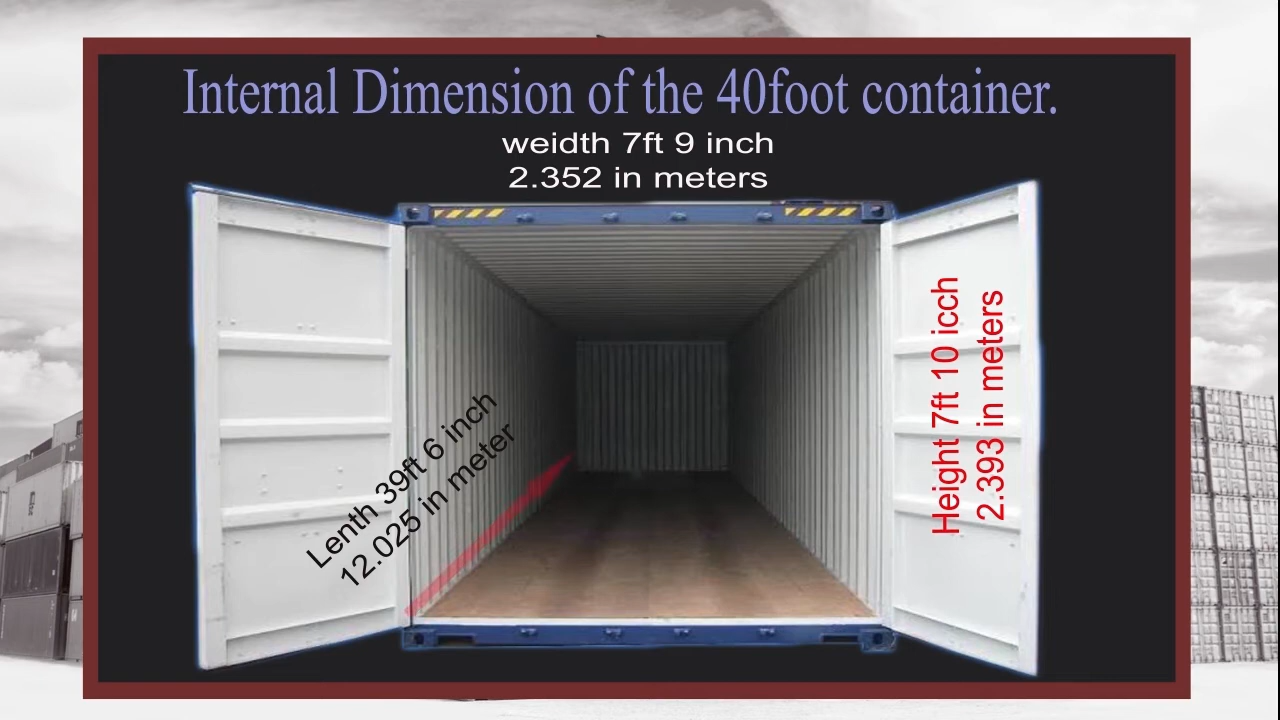 Internal Dimension of the 40foot container.
weidth 7ft 9 inch
2.352 in meters
Lenth 39ft 6 inch
12.025 in meter
Height 7ft 10 icch
2.393 in meters